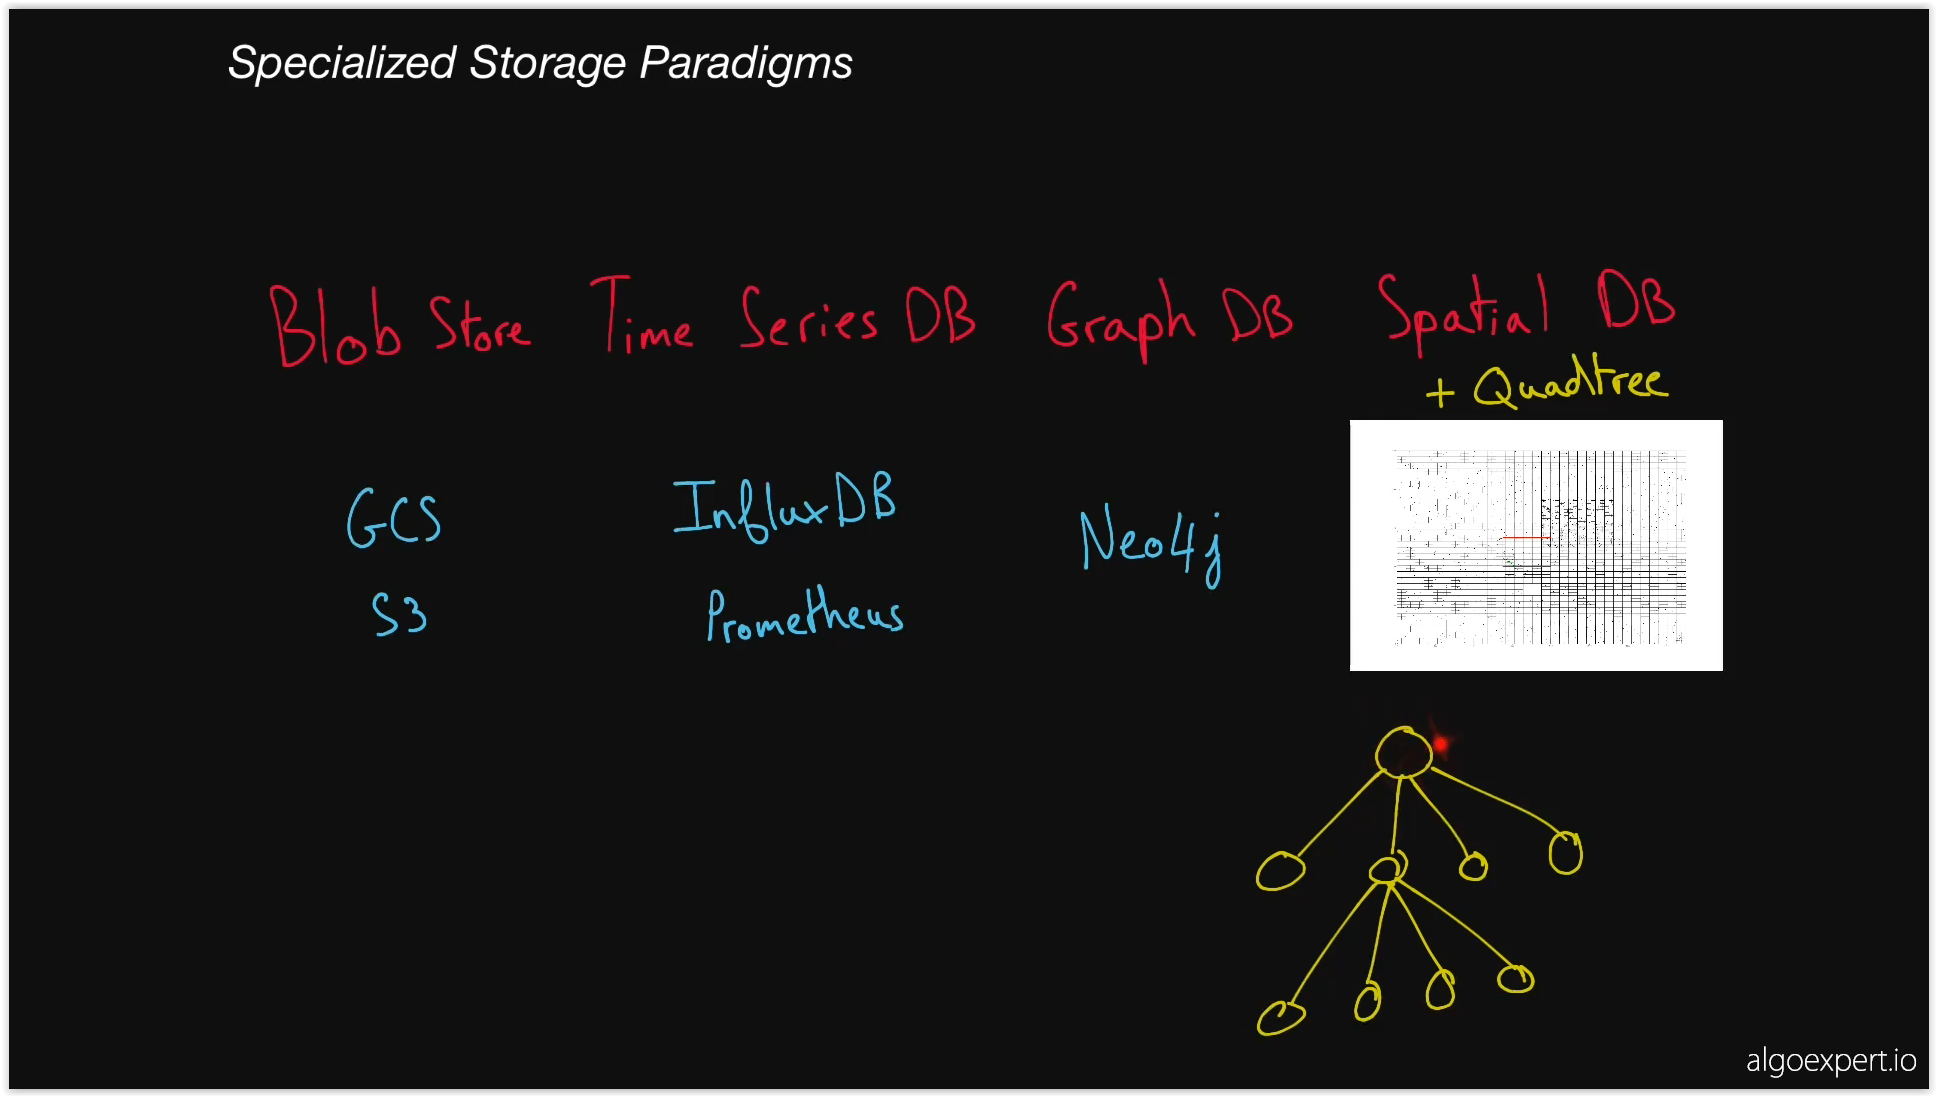 Specialized Storage Paradigms
Blob Store
Time Series DB
Graph DB
Spatial DB
+ Quadtree
GCS
S3
InfluxDB
Prometheus
Neo4j
algoexpert.io